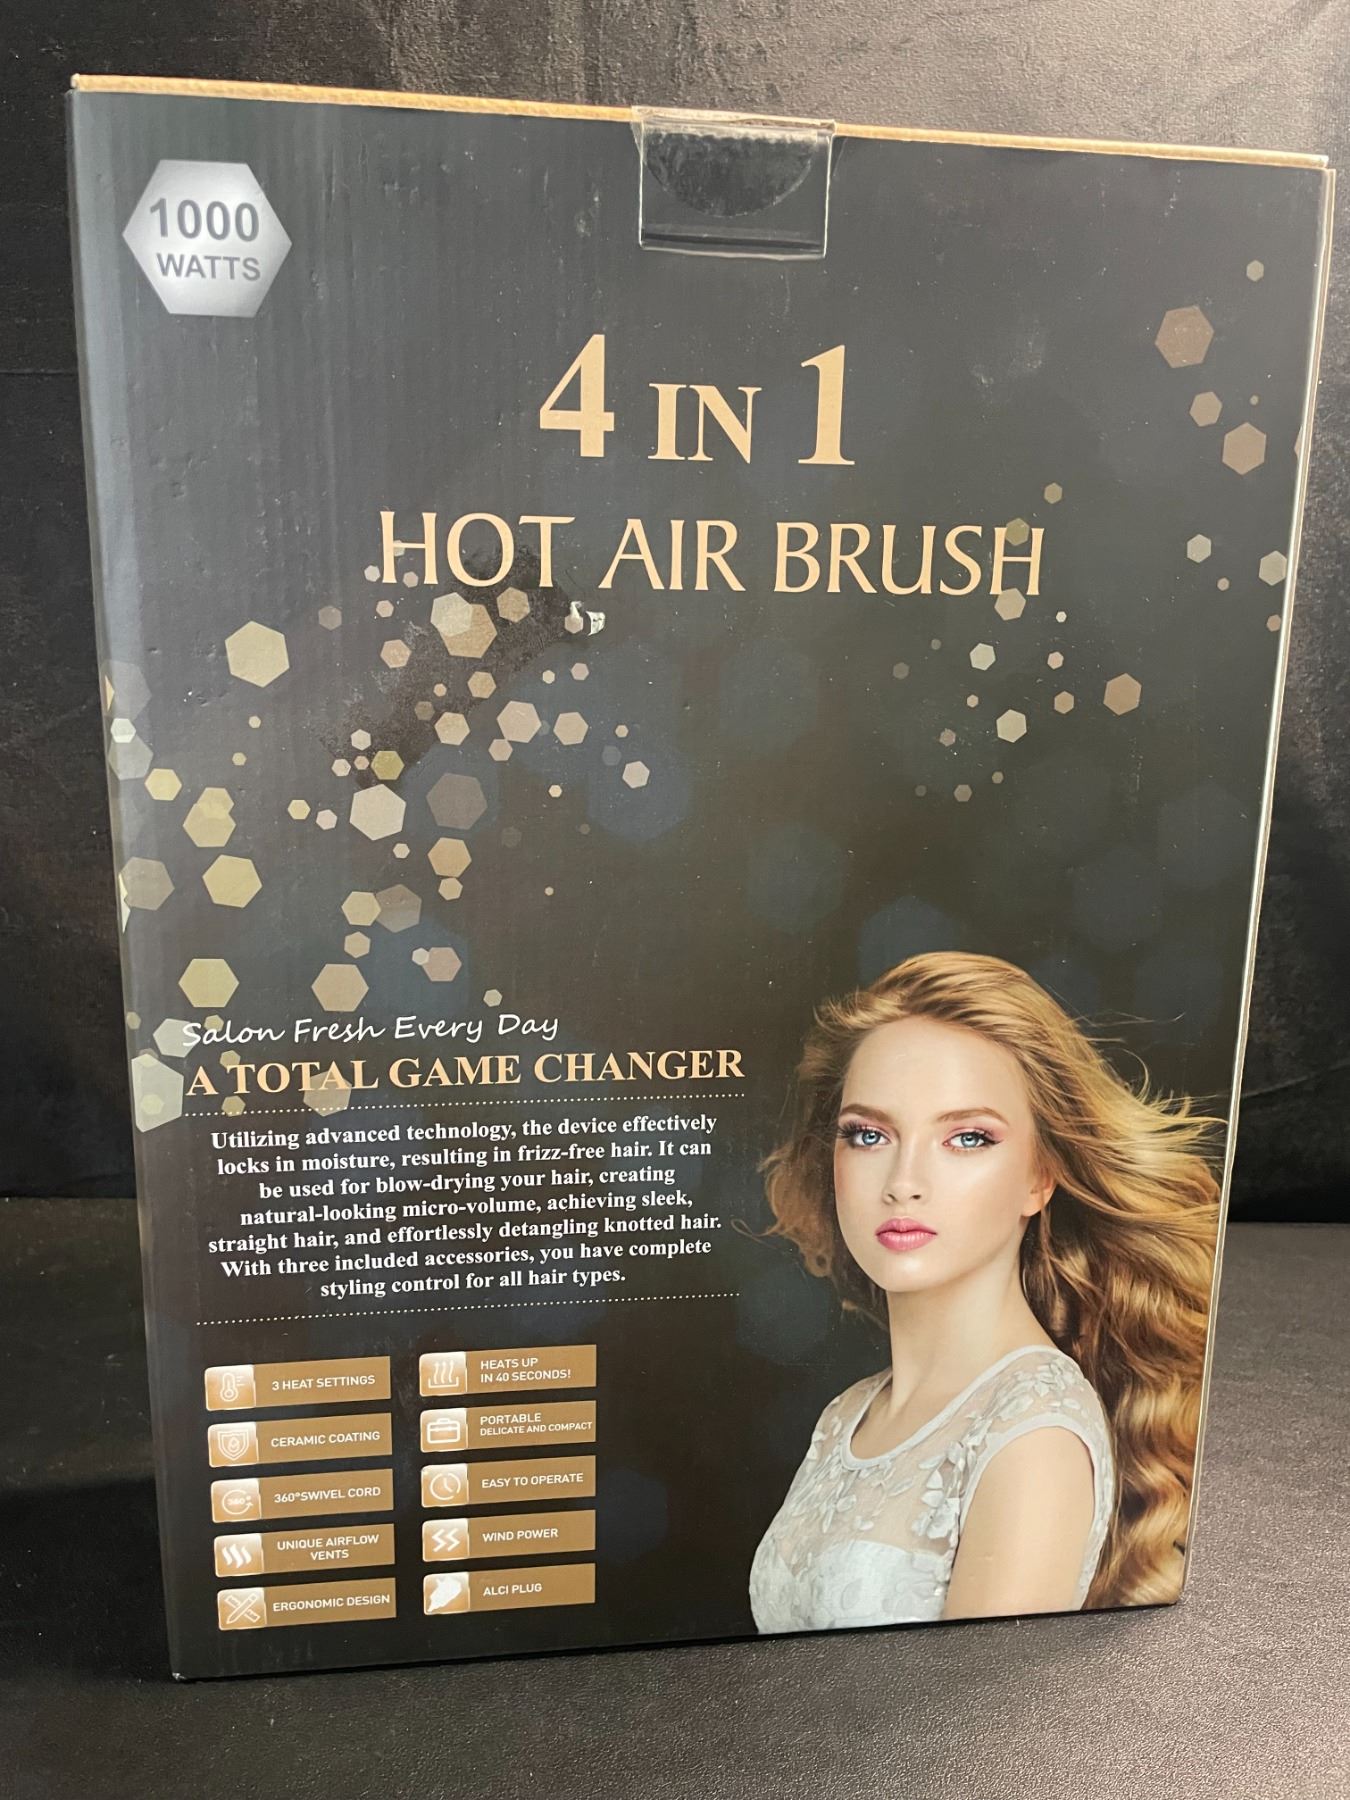 1000
WATTS
4 IN 1
HOT AIR BRUSH
Salon Fresh Every Day
A TOTAL GAME CHANGER
Utilizing advanced technology, the device effectively
locks in moisture, resulting in frizz-free hair. It can
be used for blow-drying your hair, creating
natural-looking micro-volume, achieving sleek,
straight hair, and effortlessly detangling knotted hair.
With three included accessories, you have complete
styling control for all hair types.
3 HEAT SETTINGS
CERAMIC COATING
360°
360°SWIVEL CORD
UNIQUE AIRFLOW
VENTS
ERGONOMIC DESIGN
HEATS UP
IN 40 SECONDS!
PORTABLE
DELICATE AND COMPACT
EASY TO OPERATE
WIND POWER
ALCI PLUG